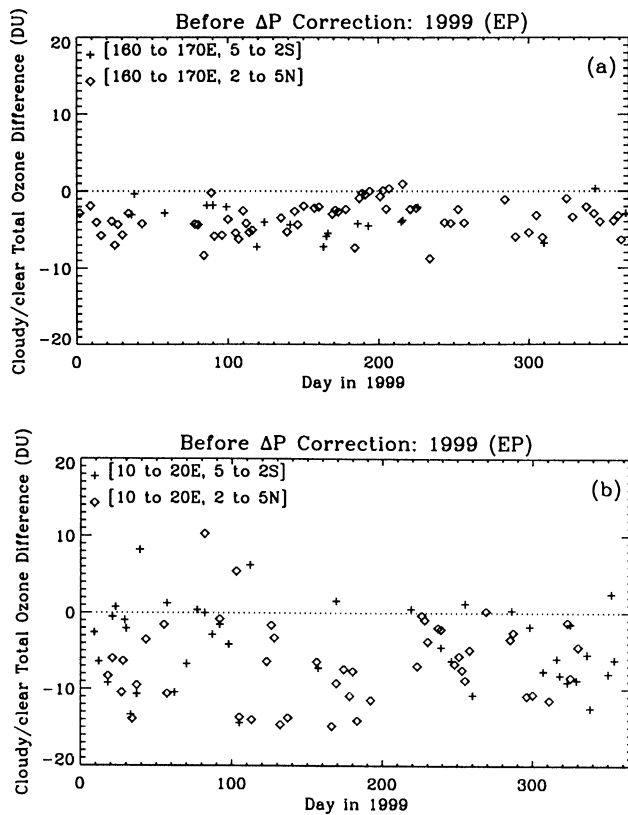 Before ΔP Correction: 1999 (EP)
Cloudy/clear Total Ozone Difference (DU)
20
10
0
-10
-20
+ [160 to 170E, 5 to 2S]
◇ [160 to 170E, 2 to 5N]
(a)
0
100
200
300
Day in 1999
Before ΔP Correction: 1999 (EP)
Cloudy/clear Total Ozone Difference (DU)
20
10
0
-10
-20
+ [10 to 20E, 5 to 2S]
◇ [10 to 20E, 2 to 5N]
(b)
0
100
200
300
Day in 1999